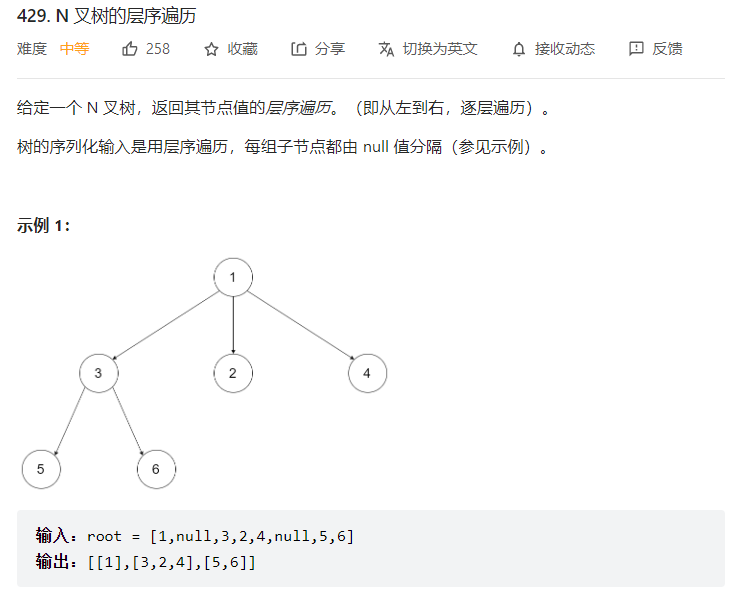 429. N 叉树的层序遍历
难度 中等 258 收藏 分享 切换为英文 接收动态 反馈
给定一个 N 叉树，返回其节点值的层序遍历。（即从左到右，逐层遍历）。
树的序列化输入是用层序遍历，每组子节点都由 null 值分隔（参见示例）。
示例 1：
1
3 2 4
5 6
输入：root = [1,null,3,2,4,null,5,6]
输出：[[1],[3,2,4],[5,6]]